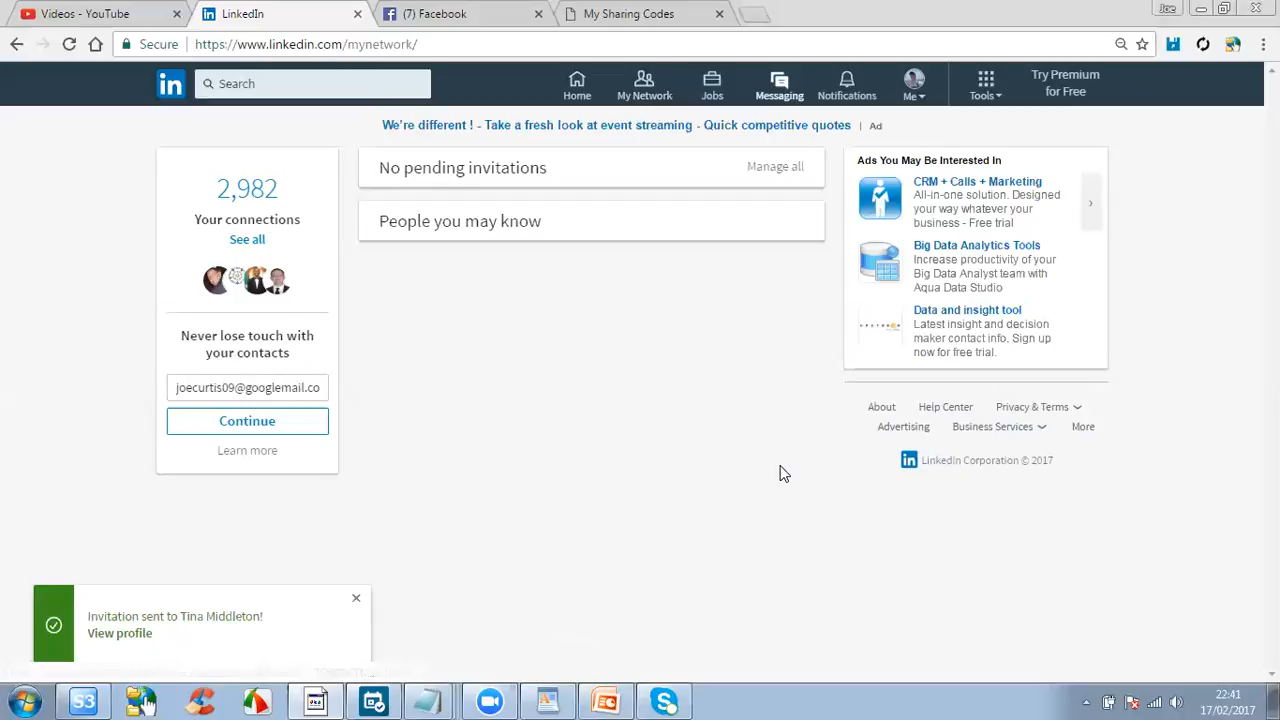 Videos - YouTube
LinkedIn
(7) Facebook
My Sharing Codes
Joe
Secure
https://www.linkedin.com/mynetwork/
in
Search
Home
My Network
Jobs
Messaging
Notifications
Me
Tools
Try Premium
for Free
We're different ! - Take a fresh look at event streaming - Quick competitive quotes | Ad
2,982
Your connections
See all
Never lose touch with
your contacts
joecurtis09@googlemail.co
Continue
Learn more
No pending invitations
Manage all
People you may know
Ads You May Be Interested In
CRM + Calls + Marketing
All-in-one solution. Designed
your way whatever your
business - Free trial
Big Data Analytics Tools
Increase productivity of your
Big Data Analyst team with
Aqua Data Studio
Data and insight tool
Latest insight and decision
maker contact info. Sign up
now for free trial.
About
Help Center
Privacy & Terms
Advertising
Business Services
More
in LinkedIn Corporation © 2017
Invitation sent to Tina Middleton!
View profile
S3
22:41
17/02/2017